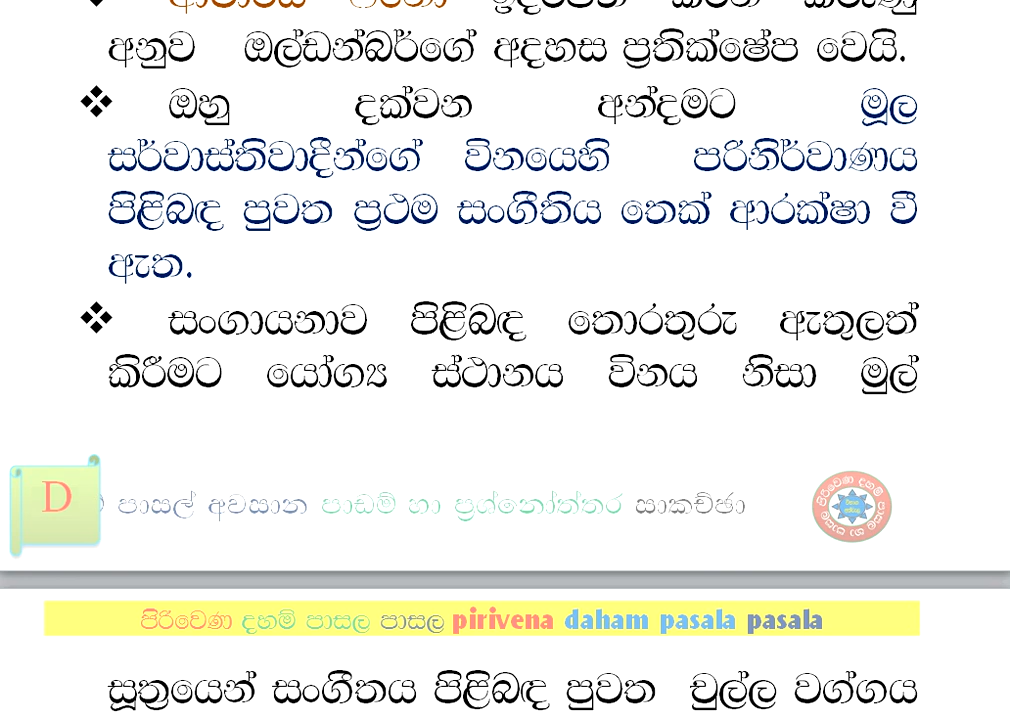 අනුව ඔල්ඩන්බර්ගේ අදහස ප්‍රතික්ෂේප වෙයි.
❖ ඔහු දක්වන අන්දමට මූල
සර්වාස්තිවාදීන්ගේ විනයෙහි පරිනිර්වාණය
පිළිබඳ පුවත ප්‍රථම සංගීතිය තෙක් ආරක්ෂා වී
ඇත.
❖ සංගායනාව පිළිබඳ තොරතුරු ඇතුලත්
කිරීමට යෝග්‍ය ස්ථානය විනය නිසා මුල්
D පාසල් අවසාන පාඩම් හා ප්‍රශ්නෝත්තර සාකච්ඡා
පිරිවෙණ දහම් පාසල පාසල pirivena daham pasala pasala
සූත්‍රයෙන් සංගීතය පිළිබඳ පුවත චුල්ල වග්ගය